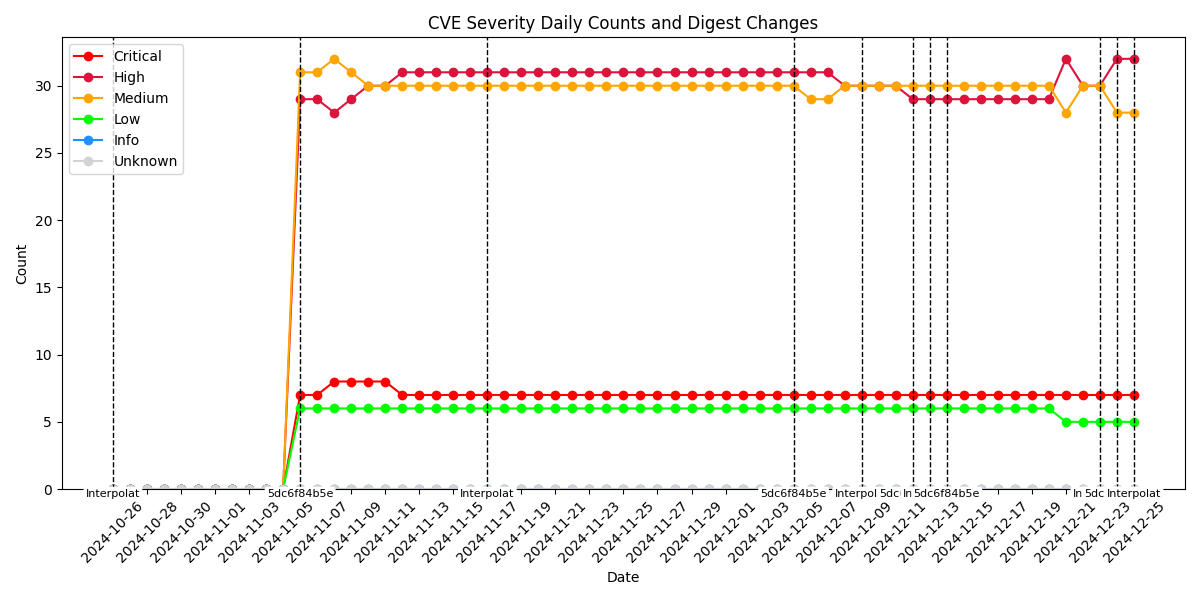 CVE Severity Daily Counts and Digest Changes
Critical
High
Medium
Low
Info
Unknown
Count
30
25
20
15
10
5
0
Interpolat
5dc6f84b5e
Interpolat
5dc6f84b5e
Interpol
5dc
In
5dc6f84b5e
In
5dc
Interpolat
2024-10-26
2024-10-28
2024-10-30
2024-11-01
2024-11-03
2024-11-05
2024-11-07
2024-11-09
2024-11-11
2024-11-13
2024-11-15
2024-11-17
2024-11-19
2024-11-21
2024-11-23
2024-11-25
2024-11-27
2024-11-29
2024-12-01
2024-12-03
2024-12-05
2024-12-07
2024-12-09
2024-12-11
2024-12-13
2024-12-15
2024-12-17
2024-12-19
2024-12-21
2024-12-23
2024-12-25
Date